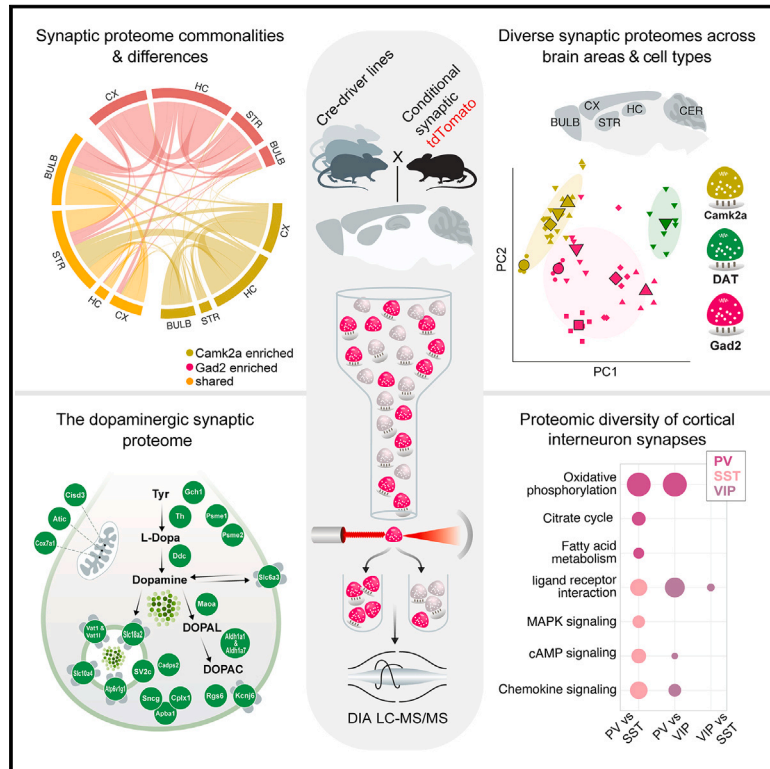 Synaptic proteome commonalities
& differences
CX
HC
STR
BULB
BULB
STR
HC
CX
CX
HC
STR
BULB
Camk2a enriched
Gad2 enriched
shared
Cre-driver lines
Conditional
synaptic
tdTomato
X
DIA LC-MS/MS
Diverse synaptic proteomes across
brain areas & cell types
CX
HC
CER
BULB
STR
PC2
PC1
Camk2a
DAT
Gad2
The dopaminergic synaptic
proteome
Cisd3
Atic
Cox7a1
Tyr
Gch1
Th
Psme1
Psme2
L-Dopa
Ddc
Dopamine
Slc6a3
Maoa
DOPAL
Aldh1a1
& Aldh1a7
DOPAC
Vat1 &
Vat1l
Slc18a2
Slc10a4
SV2c
Cadps2
Atp6v1g1
Sncg
Cplx1
Apba1
Rgs6
Kcnj6
Proteomic diversity of cortical
interneuron synapses
PV
SST
VIP
Oxidative
phosphorylation
Citrate cycle
Fatty acid
metabolism
ligand receptor
interaction
MAPK signaling
cAMP signaling
Chemokine signaling
PV vs
SST
PV vs
VIP
VIP vs
SST